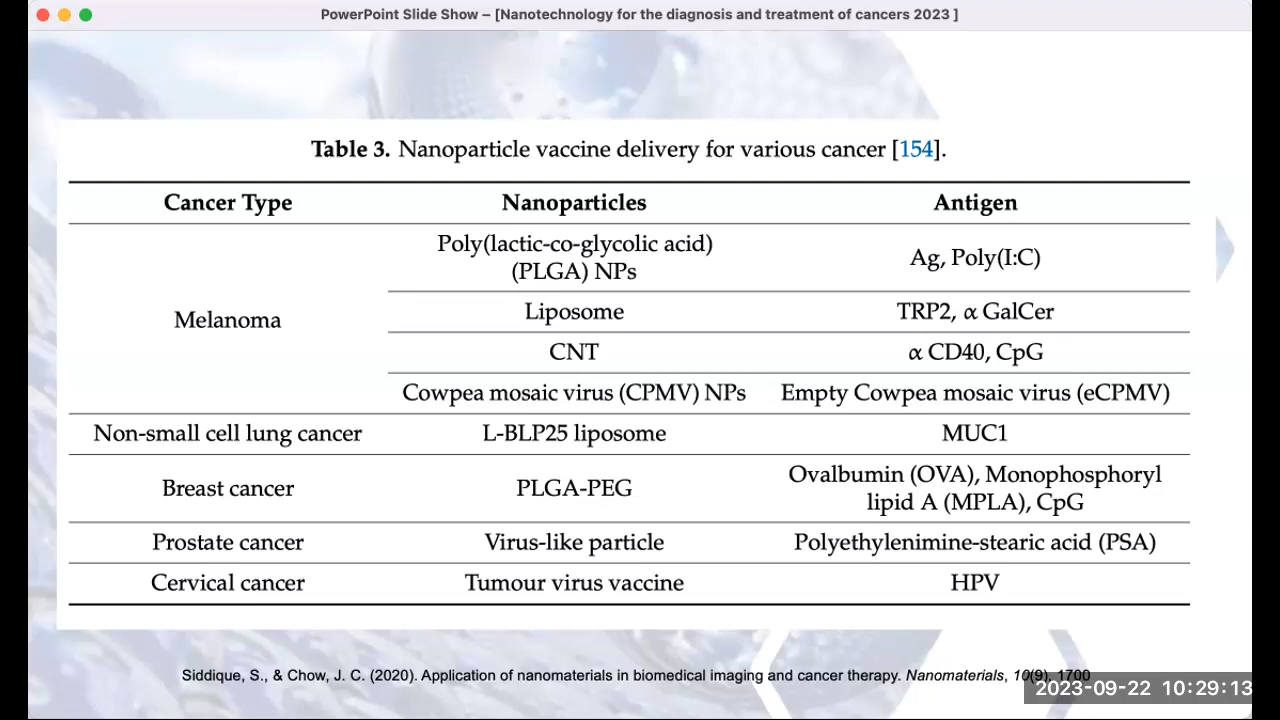 PowerPoint Slide Show – [Nanotechnology for the diagnosis and treatment of cancers 2023 ]
Table 3. Nanoparticle vaccine delivery for various cancer [154].
Cancer Type Nanoparticles Antigen
Melanoma
Poly(lactic-co-glycolic acid)
(PLGA) NPs
Ag, Poly(I:C)
Liposome TRP2, α GalCer
CNT α CD40, CpG
Cowpea mosaic virus (CPMV) NPs Empty Cowpea mosaic virus (eCPMV)
Non-small cell lung cancer L-BLP25 liposome MUC1
Breast cancer PLGA-PEG
Ovalbumin (OVA), Monophosphoryl
lipid A (MPLA), CpG
Prostate cancer Virus-like particle Polyethylenimine-stearic acid (PSA)
Cervical cancer Tumour virus vaccine HPV
Siddique, S., & Chow, J. C. (2020). Application of nanomaterials in biomedical imaging and cancer therapy. Nanomaterials, 10(9), 1700
2023-09-22 10:29:13